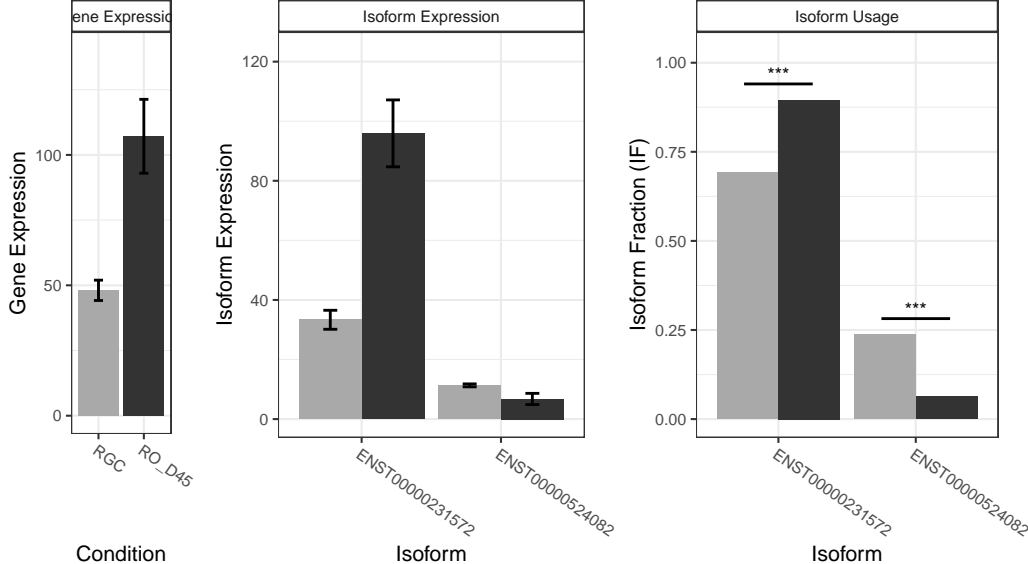 ene Expressio
Gene Expression
100
50
0
RGC
RO_D45
Condition
Isoform Expression
Isoform Expression
120
80
40
0
ENST00000231572
ENST00000524082
Isoform
Isoform Usage
Isoform Fraction (IF)
1.00
0.75
0.50
0.25
0.00
***
***
ENST00000231572
ENST00000524082
Isoform